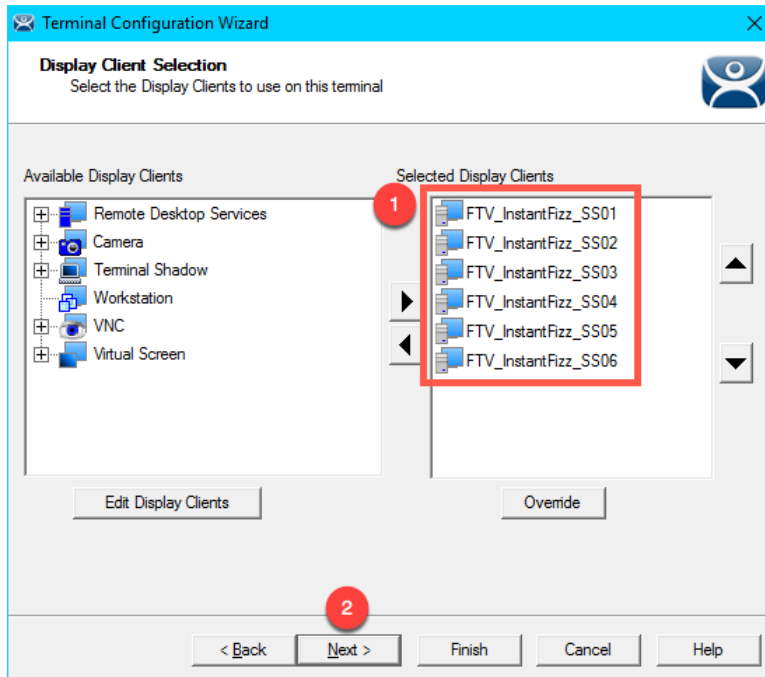 Terminal Configuration Wizard
Display Client Selection
Select the Display Clients to use on this terminal
Available Display Clients
Selected Display Clients
Remote Desktop Services
Camera
Terminal Shadow
Workstation
VNC
Virtual Screen
1
FTV_InstantFizz_SS01
FTV_InstantFizz_SS02
FTV_InstantFizz_SS03
FTV_InstantFizz_SS04
FTV_InstantFizz_SS05
FTV_InstantFizz_SS06
Edit Display Clients
Override
2
< Back
Next >
Finish
Cancel
Help